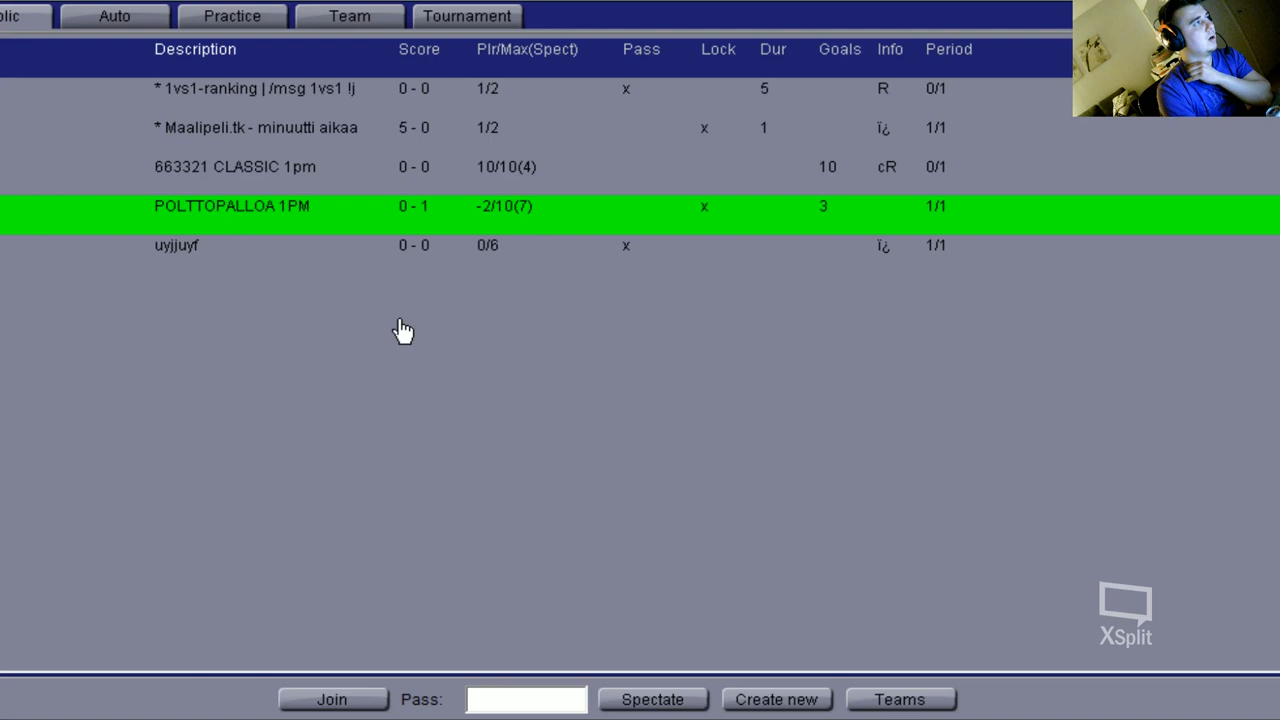 olic Auto Practice Team Tournament
Description Score Plr/Max(Spect) Pass Lock Dur Goals Info Period
* 1vs1-ranking | /msg 1vs1 !j 0 - 0 1/2 x 5 R 0/1
* Maalipeli.tk - minuutti aikaa 5 - 0 1/2 x 1 ï¿ 1/1
663321 CLASSIC 1pm 0 - 0 10/10(4) 10 cR 0/1
POLTTOPALLOA 1PM 0 - 1 -2/10(7) x 3 1/1
uyjjuyf 0 - 0 0/6 x ï¿ 1/1
XSplit
Join Pass: Spectate Create new Teams